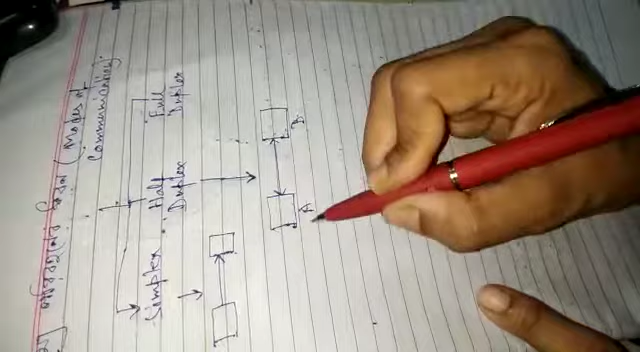 (Modes of
Communication)
Simplex
Half
Duplex
Full
Duplex
A
B